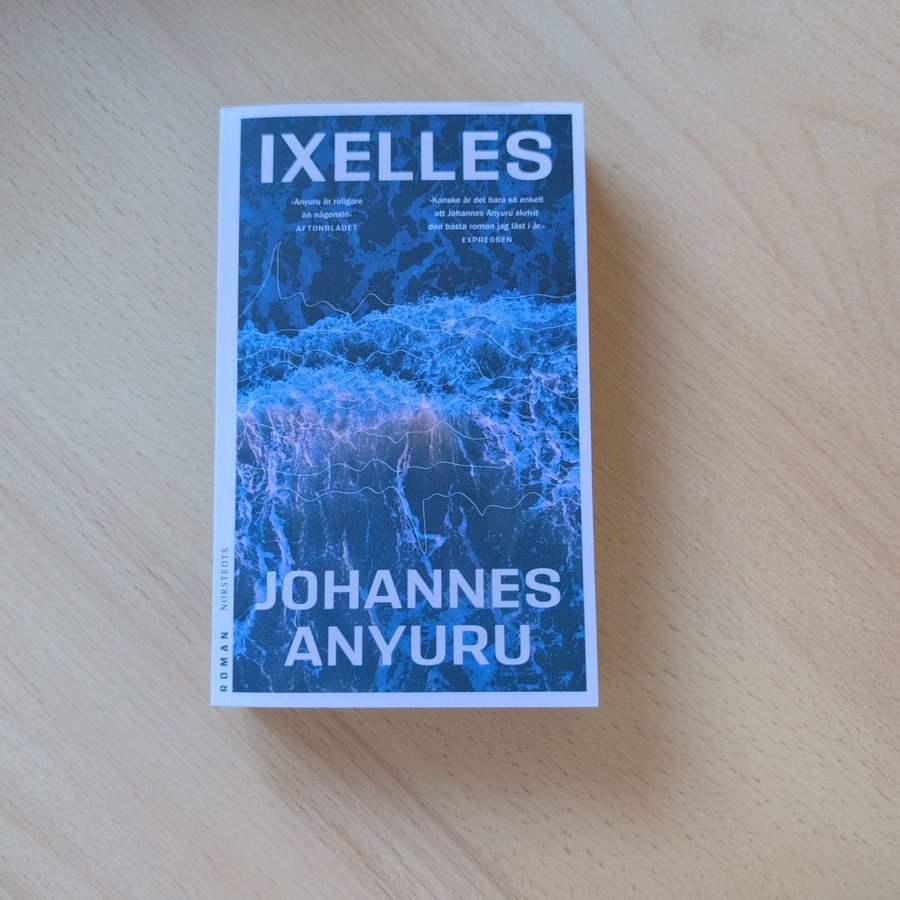 IXELLES
»Anyuru är roligare
än någonsin»
AFTONBLADET
»Kanske är det bara så enkelt
att Johannes Anyuru skrivit
den bästa roman jag läst i år.»
EXPRESSEN
JOHANNES
ANYURU
ROMAN NORSTEDTS